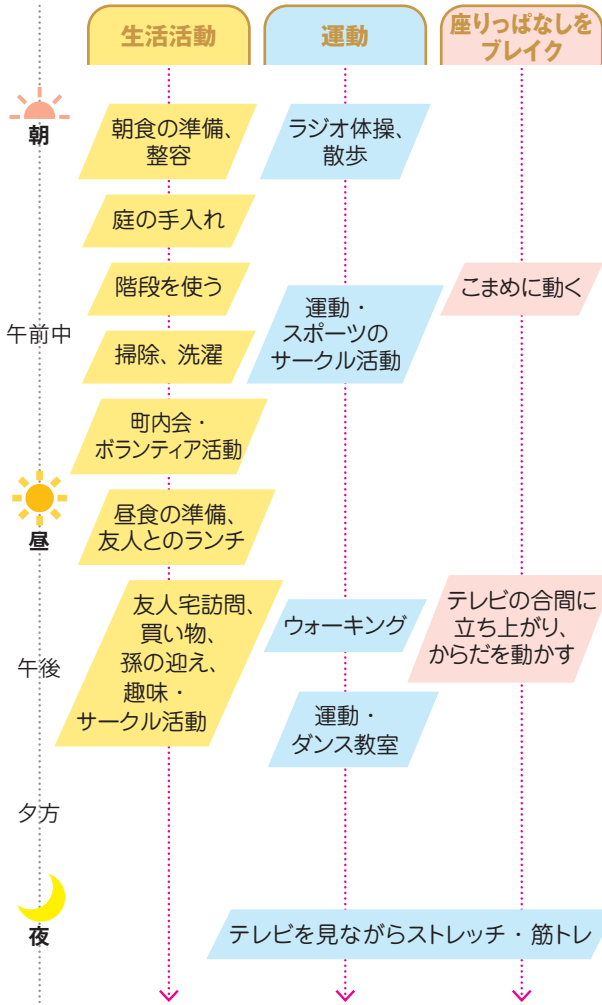 生活活動
運動
座りっぱなしを
ブレイク
朝
朝食の準備、
整容
ラジオ体操、
散歩
庭の手入れ
階段を使う
こまめに動く
午前中
運動・
スポーツの
サークル活動
掃除、洗濯
町内会・
ボランティア活動
昼
昼食の準備、
友人とのランチ
午後
友人宅訪問、
買い物、
孫の迎え、
趣味・
サークル活動
ウォーキング
テレビの合間に
立ち上がり、
からだを動かす
運動・
ダンス教室
夕方
夜
テレビを見ながらストレッチ・筋トレ